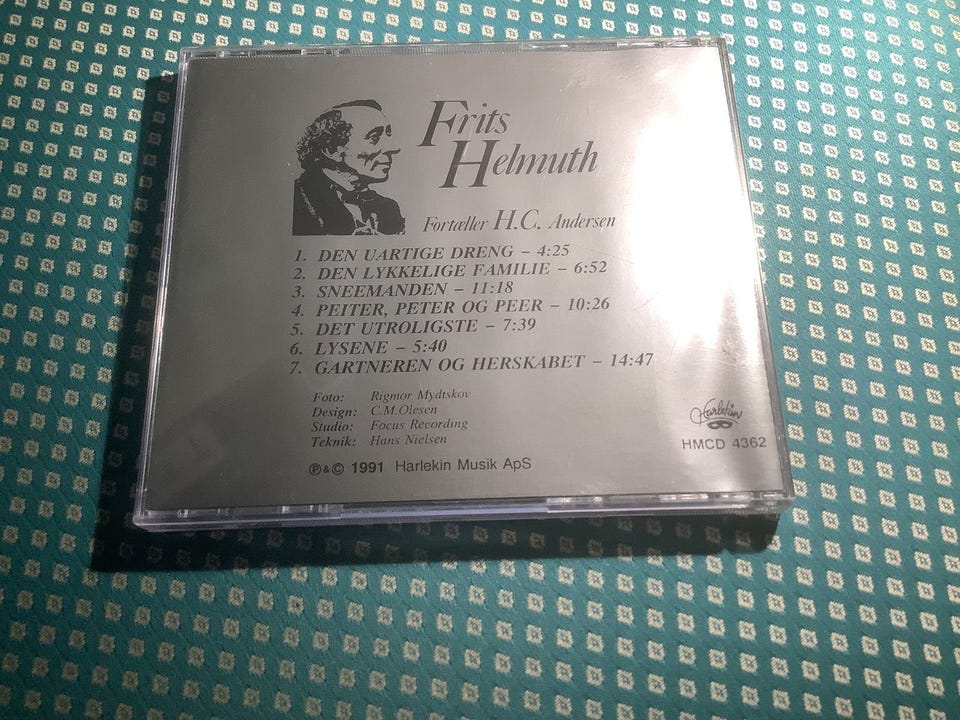 Frits
Helmuth
Fortæller H.C. Andersen
1. DEN UARTIGE DRENG – 4:25
2. DEN LYKKELIGE FAMILIE – 6:52
3. SNEEMANDEN – 11:18
4. PEITER, PETER OG PEER – 10:26
5. DET UTROLIGSTE – 7:39
6. LYSENE – 5:40
7. GARTNEREN OG HERSKABET – 14:47
Foto: Rigmor Mydtskov
Design: C.M.Olesen
Studio: Focus Recording
Teknik: Hans Nielsen
℗&© 1991 Harlekin Musik ApS
Harlekin
HMCD 4362